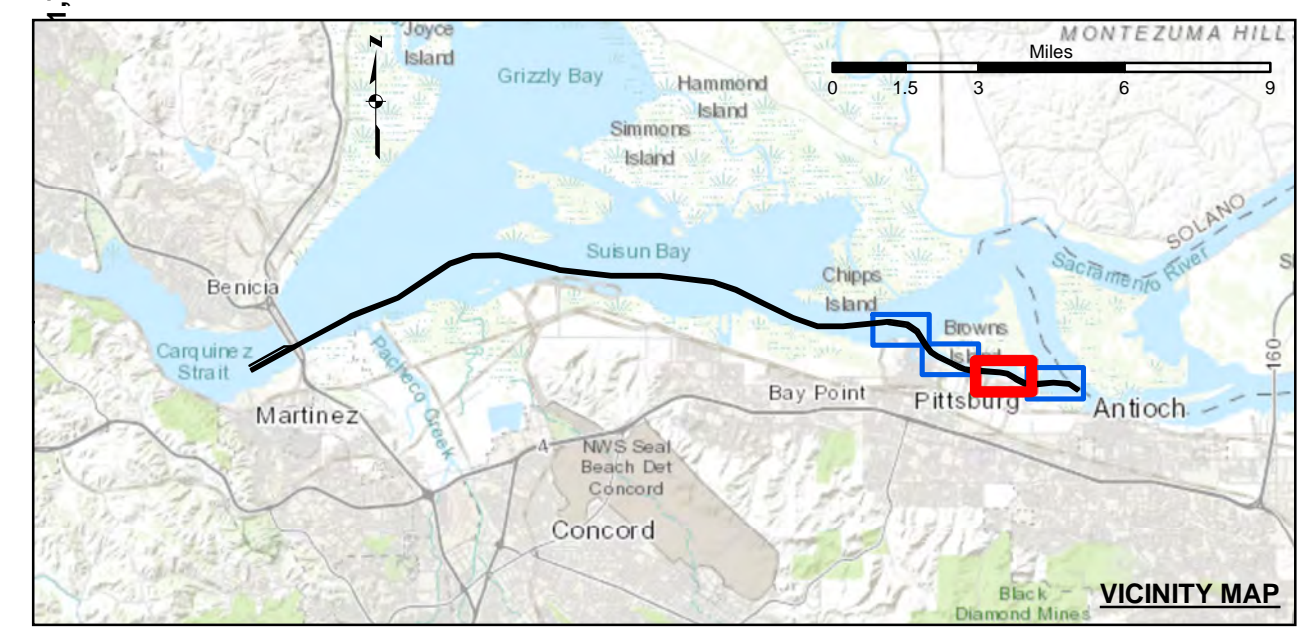 Joyce
Island
N
Grizzly Bay
Hammond
Island
Simmons
Island
MONTEZUMA HILL
Miles
0 1.5 3 6 9
SOLANO
Sacramento River
Suisun Bay
Chipps
Island
Benicia
Browns
Island
Carquinez
Strait
Pacheco Creek
160
Martinez
Bay Point
Pittsburg
Antioch
4
NWS Seal
Beach Det
Concord
Concord
Black
Diamond Mines
VICINITY MAP